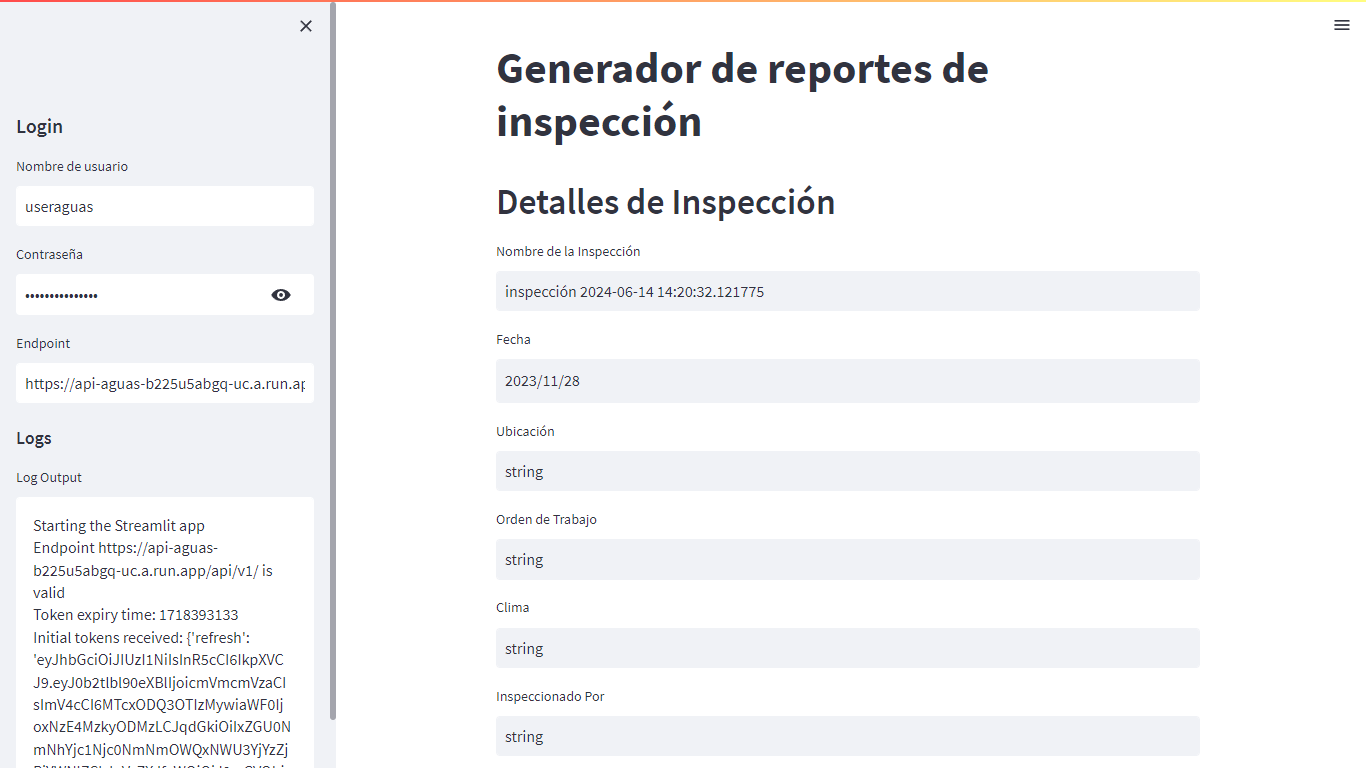 Login
Nombre de usuario
useraguas
Contraseña
Endpoint
https://api-aguas-b225u5abgq-uc.a.run.ap
Logs
Log Output
Starting the Streamlit app
Endpoint https://api-aguas-
b225u5abgq-uc.a.run.app/api/v1/ is
valid
Token expiry time: 1718393133
Initial tokens received: {'refresh':
Generador de reportes de
inspección
Detalles de Inspección
Nombre de la Inspección
inspección 2024-06-14 14:20:32.121775
Fecha
2023/11/28
Ubicación
string
Orden de Trabajo
string
Clima
string
Inspeccionado Por
string